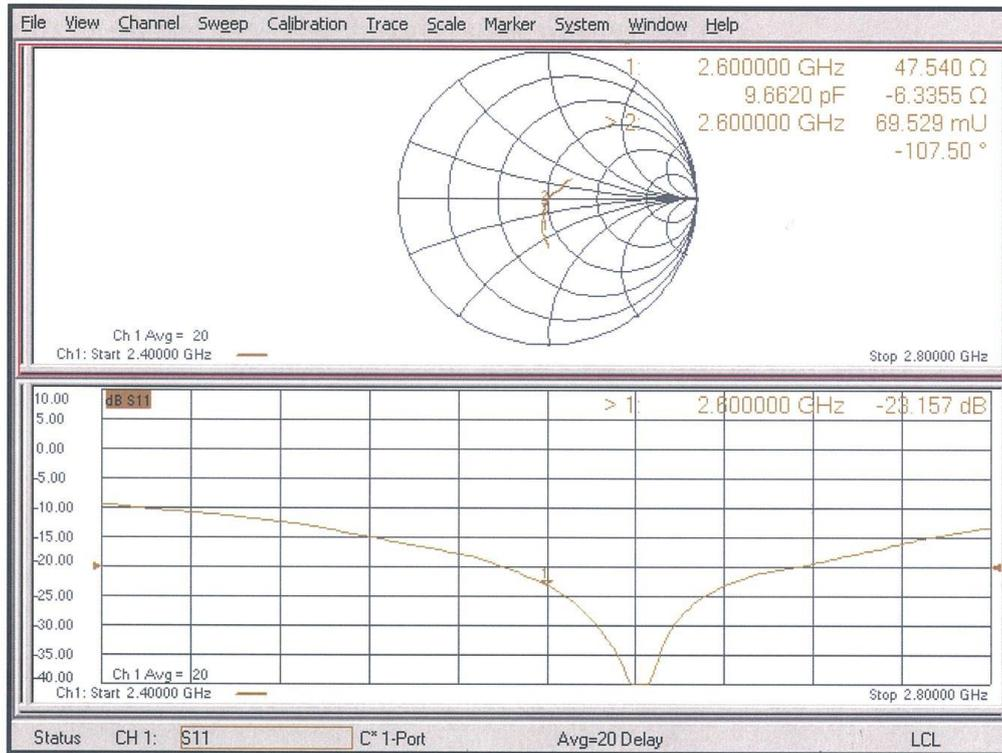 File View Channel Sweep Calibration Trace Scale Marker System Window Help
1: 2.600000 GHz 47.540 Ω
9.6620 pF -6.3355 Ω
> 2: 2.600000 GHz 69.529 mU
-107.50 °
Ch 1 Avg = 20
Ch1: Start 2.40000 GHz Stop 2.80000 GHz
10.00 dB S11 > 1: 2.600000 GHz -23.157 dB
5.00
0.00
-5.00
-10.00
-15.00
-20.00
1
-25.00
-30.00
-35.00
-40.00
Ch 1 Avg = 20
Ch1: Start 2.40000 GHz Stop 2.80000 GHz
Status CH 1: S11 C* 1-Port Avg=20 Delay LCL